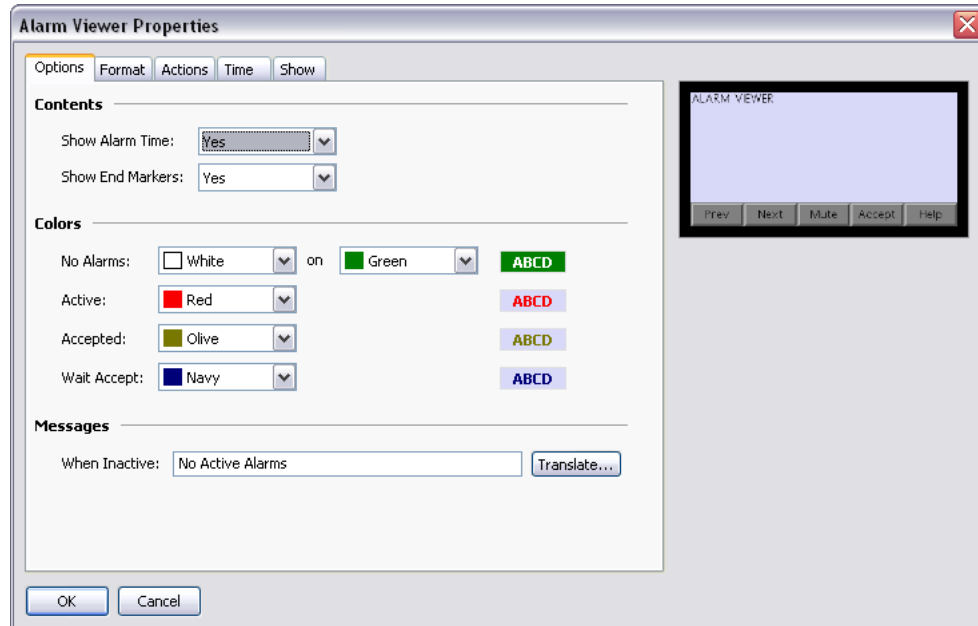 Alarm Viewer Properties
Options Format Actions Time Show
Contents
Show Alarm Time: Yes
Show End Markers: Yes
Colors
No Alarms: White on Green ABCD
Active: Red ABCD
Accepted: Olive ABCD
Wait Accept: Navy ABCD
Messages
When Inactive: No Active Alarms Translate...
OK Cancel
ALARM VIEWER
Prev Next Mute Accept Help